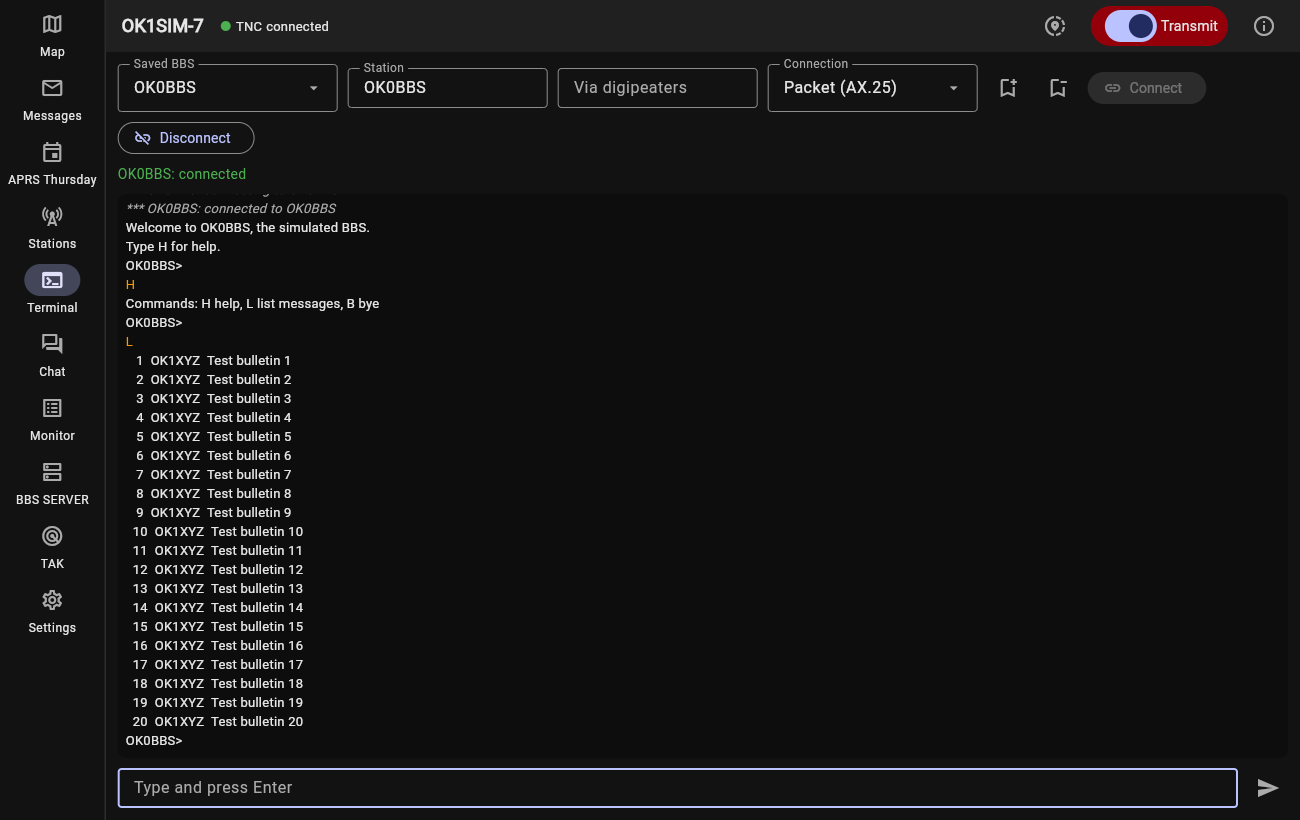 OK1SIM-7
TNC connected
Transmit
Map
Messages
APRS Thursday
Stations
Terminal
Chat
Monitor
BBS SERVER
TAK
Settings
Saved BBS
OK0BBS
Station
OK0BBS
Via digipeaters
Connection
Packet (AX.25)
Connect
Disconnect
OK0BBS: connected
*** OK0BBS: connected to OK0BBS
Welcome to OK0BBS, the simulated BBS.
Type H for help.
OK0BBS>
H
Commands: H help, L list messages, B bye
OK0BBS>
L
1 OK1XYZ Test bulletin 1
2 OK1XYZ Test bulletin 2
3 OK1XYZ Test bulletin 3
4 OK1XYZ Test bulletin 4
5 OK1XYZ Test bulletin 5
6 OK1XYZ Test bulletin 6
7 OK1XYZ Test bulletin 7
8 OK1XYZ Test bulletin 8
9 OK1XYZ Test bulletin 9
10 OK1XYZ Test bulletin 10
11 OK1XYZ Test bulletin 11
12 OK1XYZ Test bulletin 12
13 OK1XYZ Test bulletin 13
14 OK1XYZ Test bulletin 14
15 OK1XYZ Test bulletin 15
16 OK1XYZ Test bulletin 16
17 OK1XYZ Test bulletin 17
18 OK1XYZ Test bulletin 18
19 OK1XYZ Test bulletin 19
20 OK1XYZ Test bulletin 20
OK0BBS>
Type and press Enter